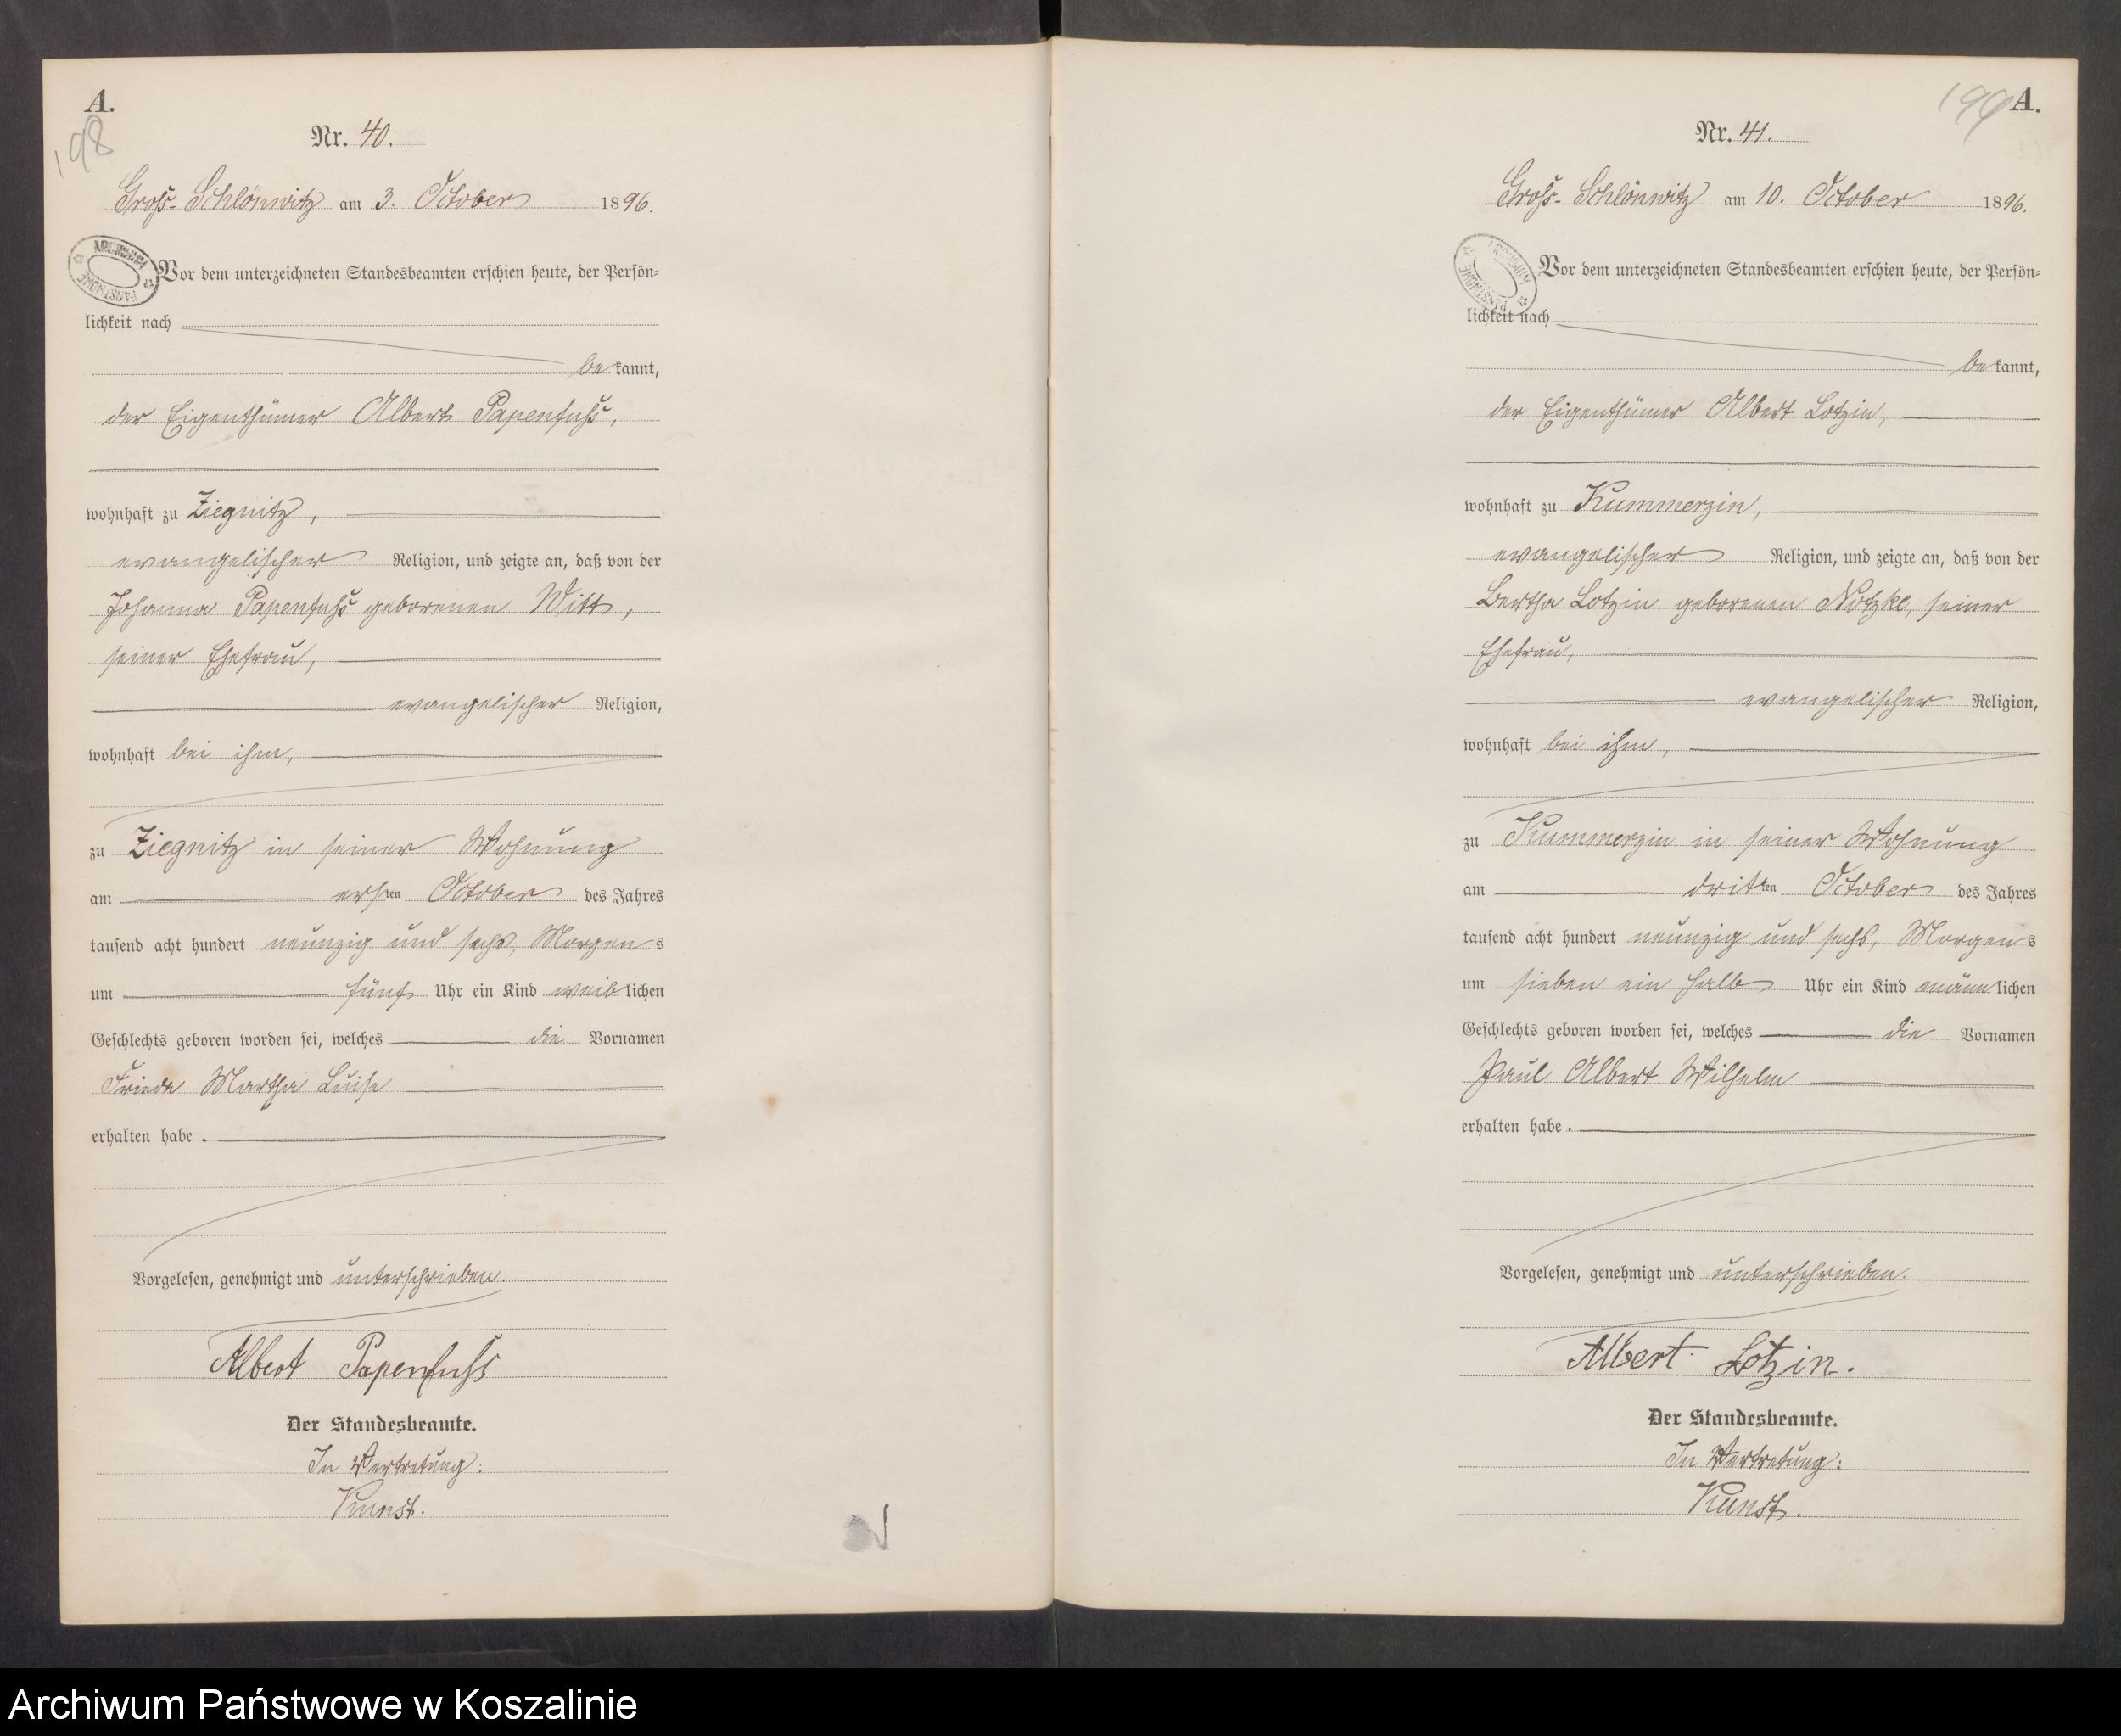 A.
198
Nr. 40.
Gross-Schlönwitz am 3. October 1896.
Vor dem unterzeichneten Standesbeamten erschien heute, der Persön-
lichkeit nach
bekannt,
der Eigenthümer Albert Papenfuhs,
wohnhaft zu Ziegnitz,
evangelischer Religion, und zeigte an, daß von der
Johanna Papenfuhs geborenen Witt,
seiner Ehefrau,
evangelischer Religion,
wohnhaft bei ihm,
zu Ziegnitz in seiner Wohnung
am ersten October des Jahres
tausend acht hundert neunzig und sechs, Morgens
um fünf Uhr ein Kind weiblichen
Geschlechts geboren worden sei, welches die Vornamen
Frieda Martha Luise
erhalten habe.
Vorgelesen, genehmigt und unterschrieben.
Albert Papenfuhs
Der Standesbeamte.
In Vertretung:
Kunst.
199 A.
Nr. 41.
Gross-Schlönwitz am 10. October 1896.
Vor dem unterzeichneten Standesbeamten erschien heute, der Persön-
lichkeit nach
bekannt,
der Eigenthümer Albert Lotzin,
wohnhaft zu Kummerzin,
evangelischer Religion, und zeigte an, daß von der
Bertha Lotzin geborenen Notzke, seiner
Ehefrau,
evangelischer Religion,
wohnhaft bei ihm,
zu Kummerzin in seiner Wohnung
am dritten October des Jahres
tausend acht hundert neunzig und sechs, Morgens
um sieben ein halb Uhr ein Kind männlichen
Geschlechts geboren worden sei, welches die Vornamen
Paul Albert Wilhelm
erhalten habe.
Vorgelesen, genehmigt und unterschrieben.
Albert Lotzin.
Der Standesbeamte.
In Vertretung:
Kunst.
Archiwum Państwowe w Koszalinie